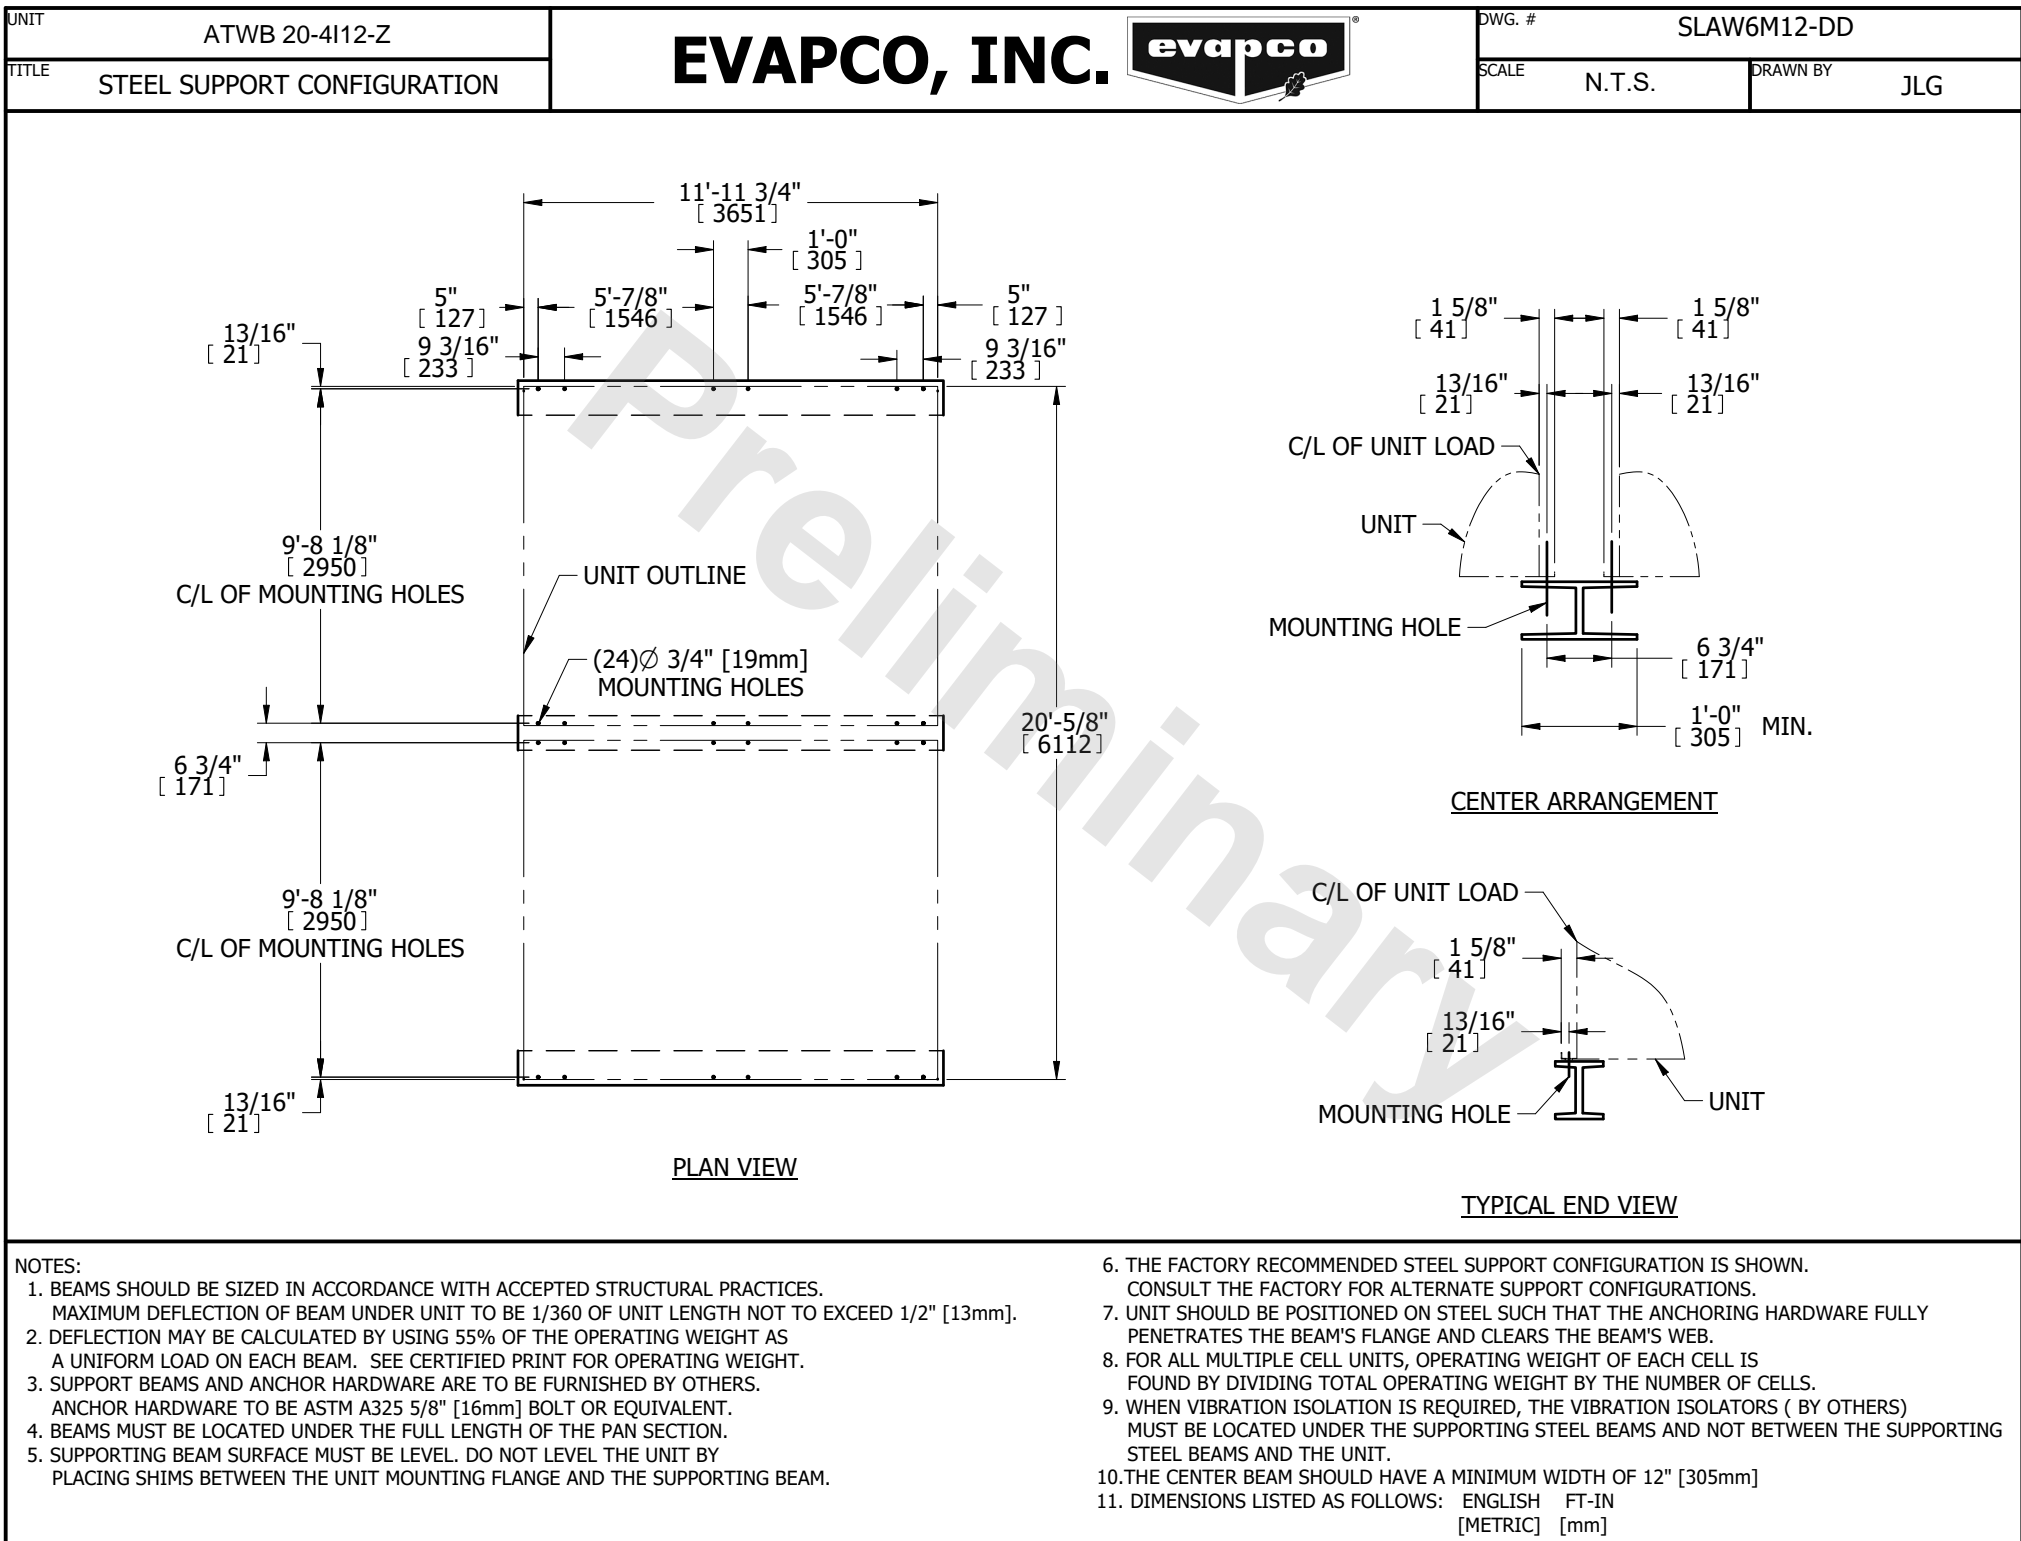 UNIT
ATWB 20-4I12-Z
TITLE
STEEL SUPPORT CONFIGURATION
EVAPCO, INC.
evapco®
DWG. #
SLAW6M12-DD
SCALE
N.T.S.
DRAWN BY
JLG
11'-11 3/4"
[ 3651]
1'-0"
[ 305 ]
5"
[ 127]
5'-7/8"
[ 1546 ]
5'-7/8"
[ 1546 ]
5"
[ 127 ]
13/16"
[ 21]
9 3/16"
[ 233 ]
9 3/16"
[ 233 ]
9'-8 1/8"
[ 2950]
C/L OF MOUNTING HOLES
UNIT OUTLINE
(24)∅ 3/4" [19mm]
MOUNTING HOLES
6 3/4"
[ 171]
20'-5/8"
[ 6112]
9'-8 1/8"
[ 2950]
C/L OF MOUNTING HOLES
13/16"
[ 21]
PLAN VIEW
1 5/8"
[ 41]
1 5/8"
[ 41]
13/16"
[ 21]
13/16"
[ 21]
C/L OF UNIT LOAD
UNIT
MOUNTING HOLE
6 3/4"
[ 171]
1'-0"
[ 305] MIN.
CENTER ARRANGEMENT
C/L OF UNIT LOAD
1 5/8"
[ 41]
13/16"
[ 21]
MOUNTING HOLE
UNIT
TYPICAL END VIEW
Preliminary
NOTES:
1. BEAMS SHOULD BE SIZED IN ACCORDANCE WITH ACCEPTED STRUCTURAL PRACTICES.
MAXIMUM DEFLECTION OF BEAM UNDER UNIT TO BE 1/360 OF UNIT LENGTH NOT TO EXCEED 1/2" [13mm].
2. DEFLECTION MAY BE CALCULATED BY USING 55% OF THE OPERATING WEIGHT AS
A UNIFORM LOAD ON EACH BEAM. SEE CERTIFIED PRINT FOR OPERATING WEIGHT.
3. SUPPORT BEAMS AND ANCHOR HARDWARE ARE TO BE FURNISHED BY OTHERS.
ANCHOR HARDWARE TO BE ASTM A325 5/8" [16mm] BOLT OR EQUIVALENT.
4. BEAMS MUST BE LOCATED UNDER THE FULL LENGTH OF THE PAN SECTION.
5. SUPPORTING BEAM SURFACE MUST BE LEVEL. DO NOT LEVEL THE UNIT BY
PLACING SHIMS BETWEEN THE UNIT MOUNTING FLANGE AND THE SUPPORTING BEAM.
6. THE FACTORY RECOMMENDED STEEL SUPPORT CONFIGURATION IS SHOWN.
CONSULT THE FACTORY FOR ALTERNATE SUPPORT CONFIGURATIONS.
7. UNIT SHOULD BE POSITIONED ON STEEL SUCH THAT THE ANCHORING HARDWARE FULLY
PENETRATES THE BEAM'S FLANGE AND CLEARS THE BEAM'S WEB.
8. FOR ALL MULTIPLE CELL UNITS, OPERATING WEIGHT OF EACH CELL IS
FOUND BY DIVIDING TOTAL OPERATING WEIGHT BY THE NUMBER OF CELLS.
9. WHEN VIBRATION ISOLATION IS REQUIRED, THE VIBRATION ISOLATORS ( BY OTHERS)
MUST BE LOCATED UNDER THE SUPPORTING STEEL BEAMS AND NOT BETWEEN THE SUPPORTING
STEEL BEAMS AND THE UNIT.
10.THE CENTER BEAM SHOULD HAVE A MINIMUM WIDTH OF 12" [305mm]
11. DIMENSIONS LISTED AS FOLLOWS: ENGLISH FT-IN
[METRIC] [mm]